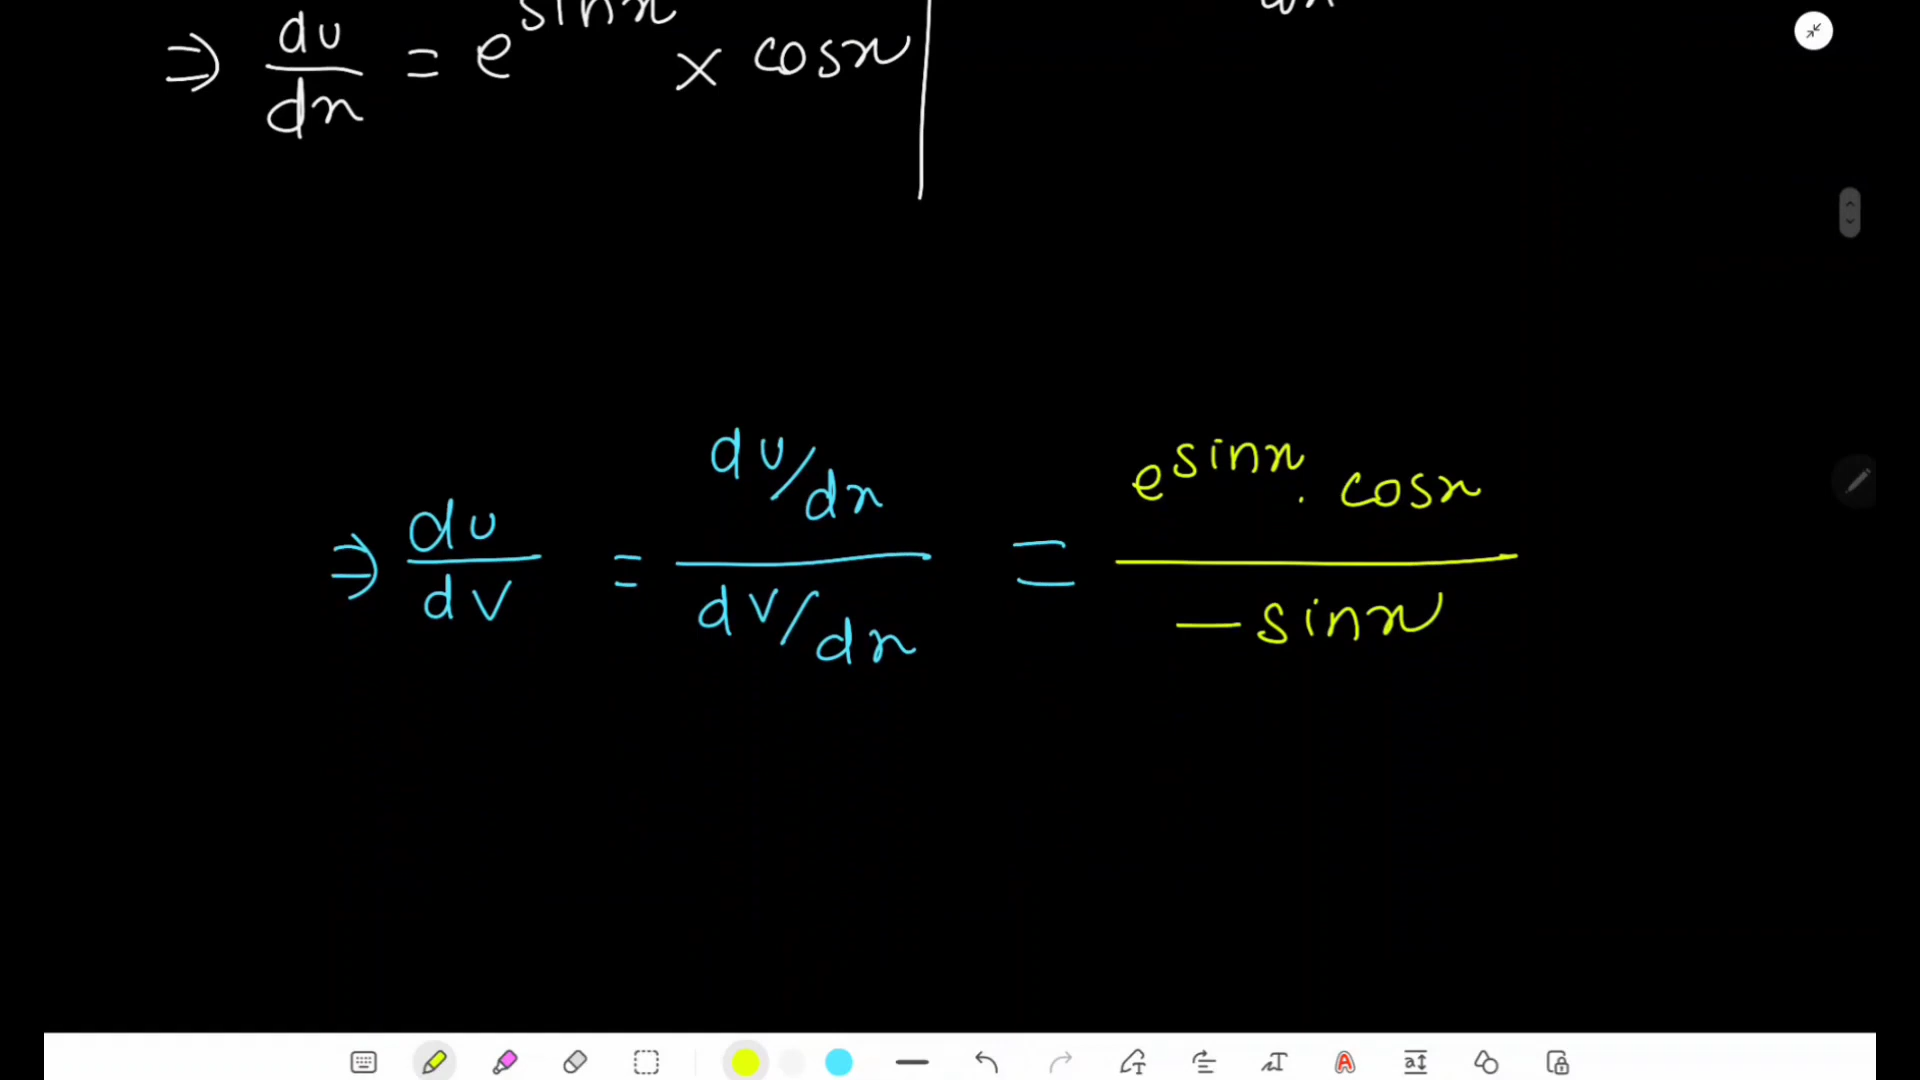 ⇒ du/dx = e^sinx × cosx
⇒ du/dv = (du/dx)/(dv/dx) = (e^sinx · cosx)/(-sinx)